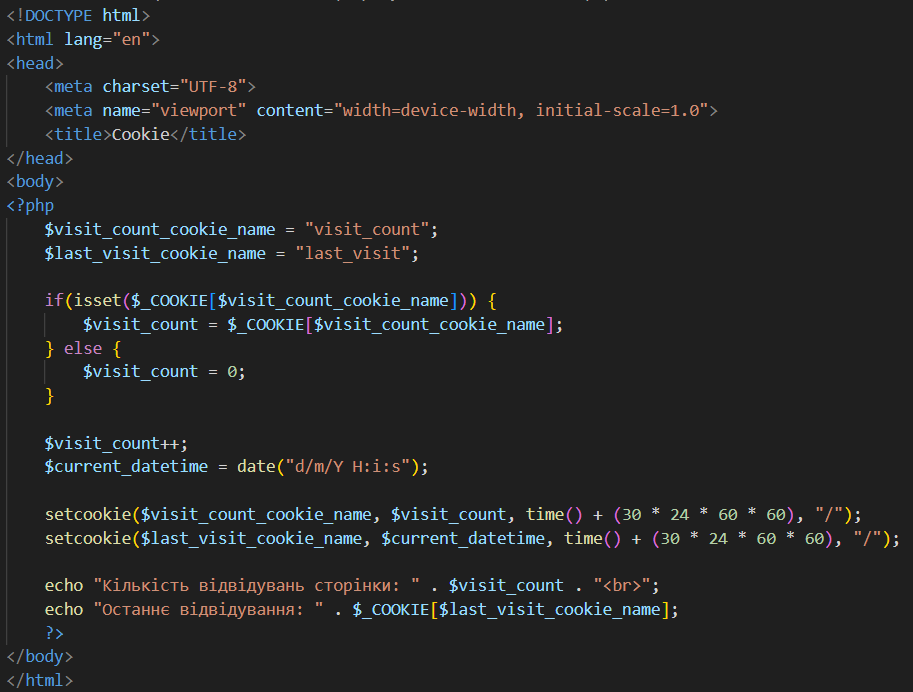 <!DOCTYPE html>
<html lang="en">
<head>
    <meta charset="UTF-8">
    <meta name="viewport" content="width=device-width, initial-scale=1.0">
    <title>Cookie</title>
</head>
<body>
<?php
    $visit_count_cookie_name = "visit_count";
    $last_visit_cookie_name = "last_visit";

    if(isset($_COOKIE[$visit_count_cookie_name])) {
        $visit_count = $_COOKIE[$visit_count_cookie_name];
    } else {
        $visit_count = 0;
    }

    $visit_count++;
    $current_datetime = date("d/m/Y H:i:s");

    setcookie($visit_count_cookie_name, $visit_count, time() + (30 * 24 * 60 * 60), "/");
    setcookie($last_visit_cookie_name, $current_datetime, time() + (30 * 24 * 60 * 60), "/");

    echo "Кількість відвідувань сторінки: " . $visit_count . "<br>";
    echo "Останнє відвідування: " . $_COOKIE[$last_visit_cookie_name];
    ?>
</body>
</html>